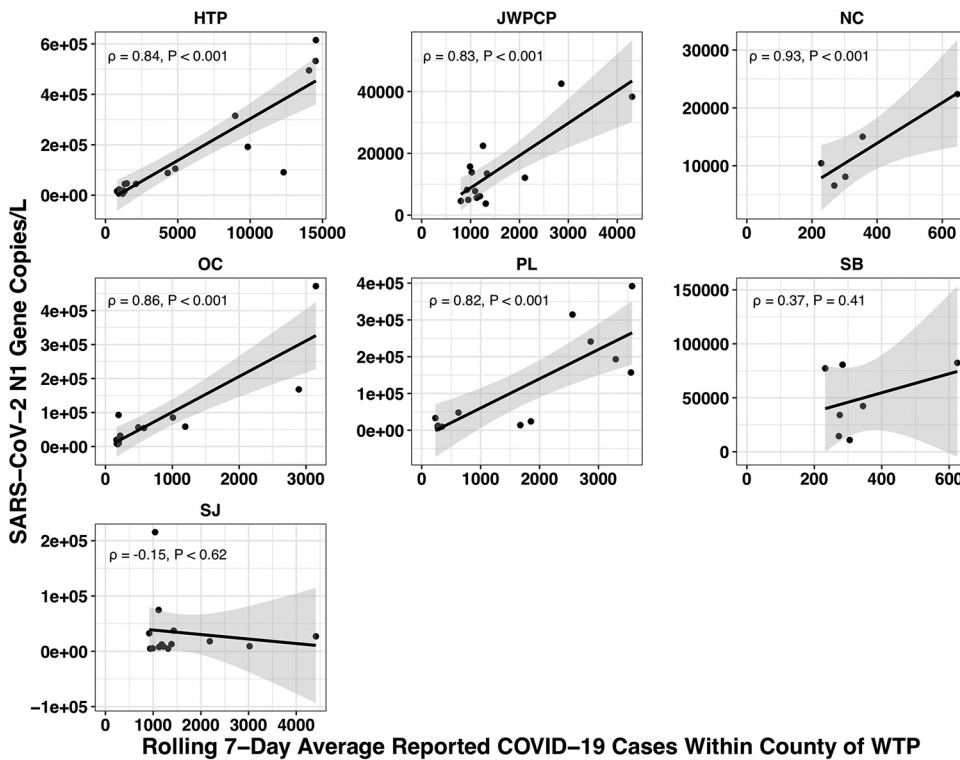 HTP
ρ = 0.84, P < 0.001
6e+05
4e+05
2e+05
0e+00
0 5000 10000 15000
JWPCP
ρ = 0.83, P < 0.001
40000
20000
0
0 1000 2000 3000 4000
NC
ρ = 0.93, P < 0.001
30000
20000
10000
0 200 400 600
OC
ρ = 0.86, P < 0.001
4e+05
3e+05
2e+05
1e+05
0e+00
0 1000 2000 3000
PL
ρ = 0.82, P < 0.001
4e+05
3e+05
2e+05
1e+05
0e+00
0 1000 2000 3000
SB
ρ = 0.37, P = 0.41
150000
100000
50000
0
0 200 400 600
SJ
ρ = -0.15, P < 0.62
2e+05
1e+05
0e+00
−1e+05
0 1000 2000 3000 4000
SARS−CoV−2 N1 Gene Copies/L
Rolling 7−Day Average Reported COVID−19 Cases Within County of WTP